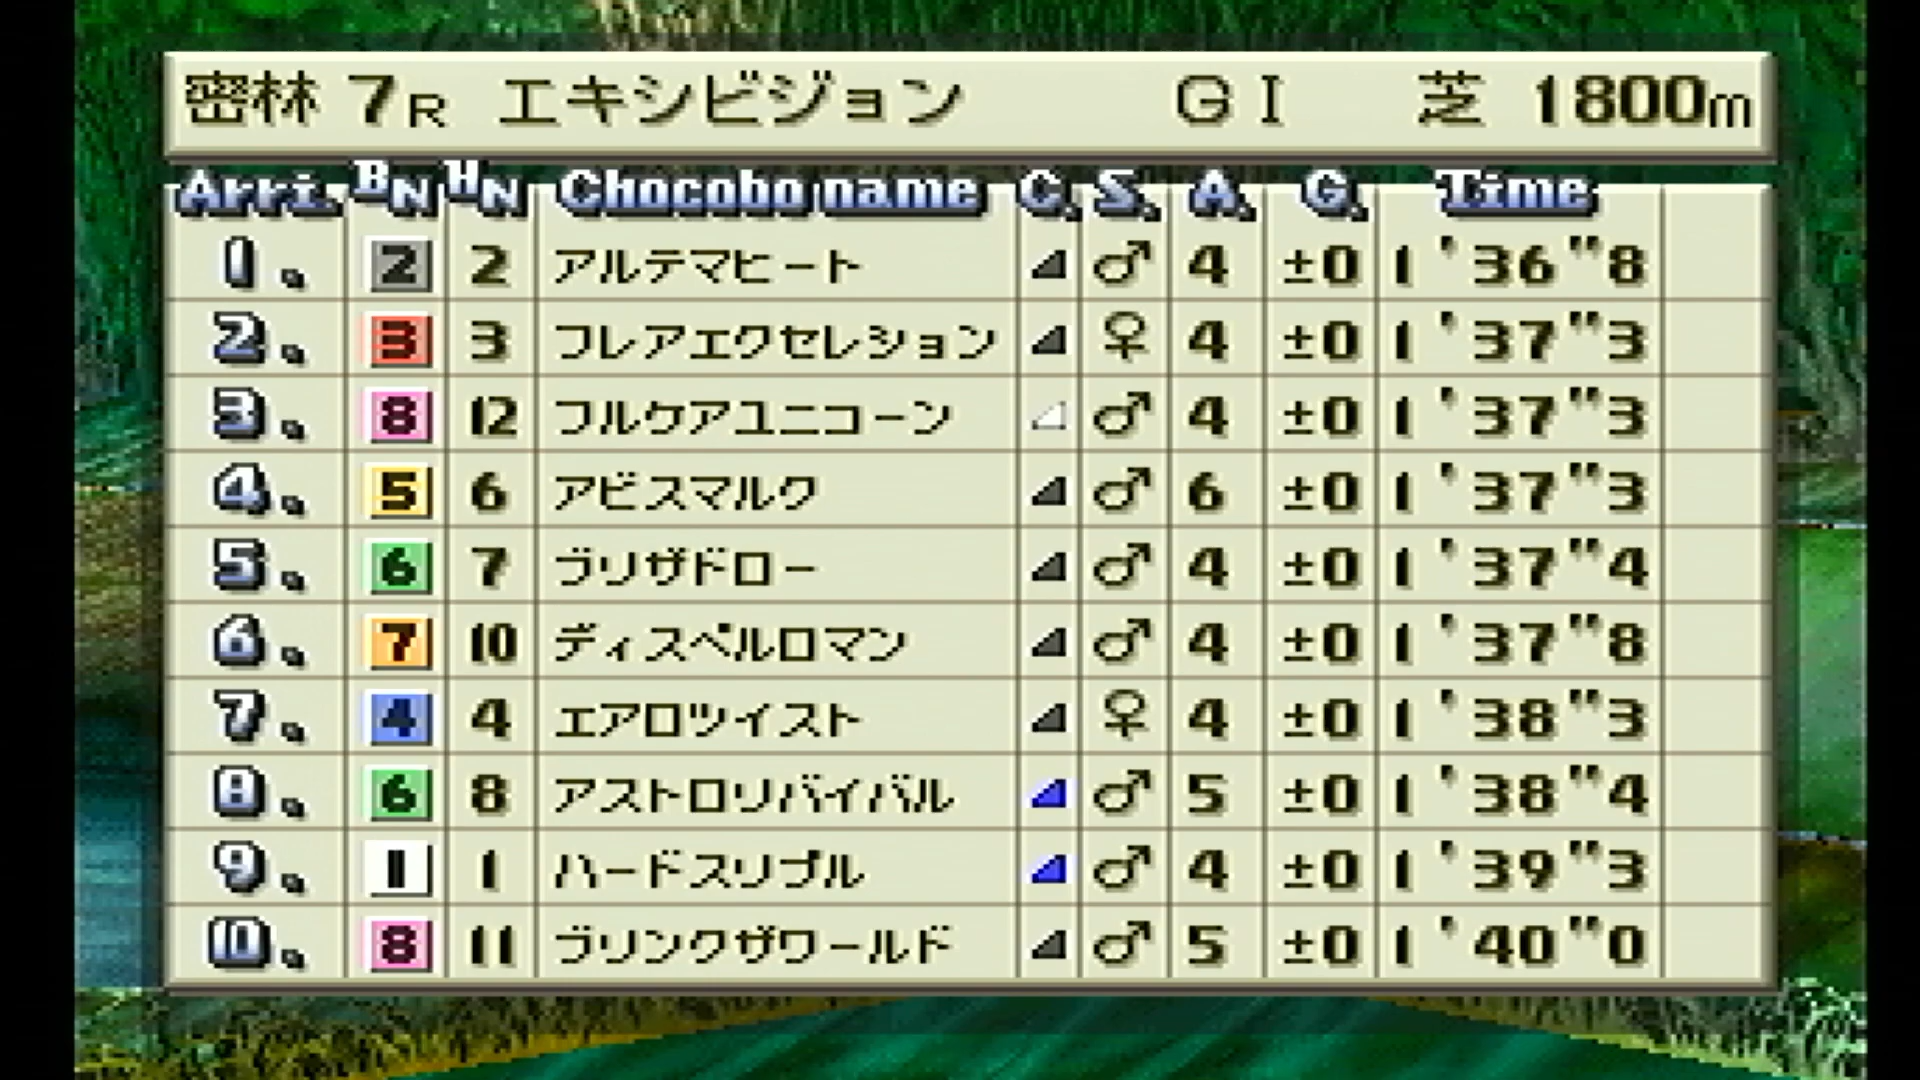 密林 7R エキシビジョン GI 芝 1800m
Arri. BN HN Chocobo name C. S. A. G. Time
1. 2 2 アルテマヒート ♂ 4 ±0 1'36"8
2. 3 3 フレアエクセレション ♀ 4 ±0 1'37"3
3. 8 12 フルケアユニコーン ♂ 4 ±0 1'37"3
4. 5 6 アビスマルク ♂ 6 ±0 1'37"3
5. 6 7 ブリザドロー ♂ 4 ±0 1'37"4
6. 7 10 ディスペルロマン ♂ 4 ±0 1'37"8
7. 4 4 エアロツイスト ♀ 4 ±0 1'38"3
8. 6 8 アストロリバイバル ♂ 5 ±0 1'38"4
9. 1 1 ハードスリプル ♂ 4 ±0 1'39"3
10. 8 11 ブリンクザワールド ♂ 5 ±0 1'40"0